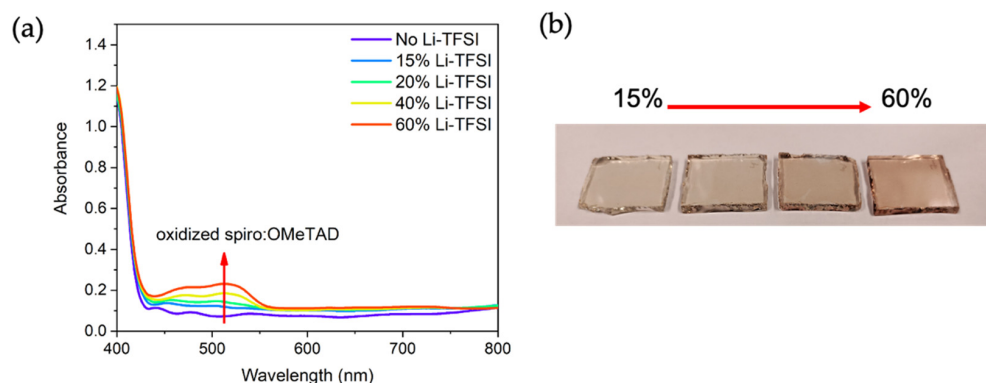 (a)
1.4
1.2
1.0
0.8
0.6
0.4
0.2
0.0
Absorbance
No Li-TFSI
15% Li-TFSI
20% Li-TFSI
40% Li-TFSI
60% Li-TFSI
oxidized spiro:OMeTAD
400 500 600 700 800
Wavelength (nm)
(b)
15% 60%